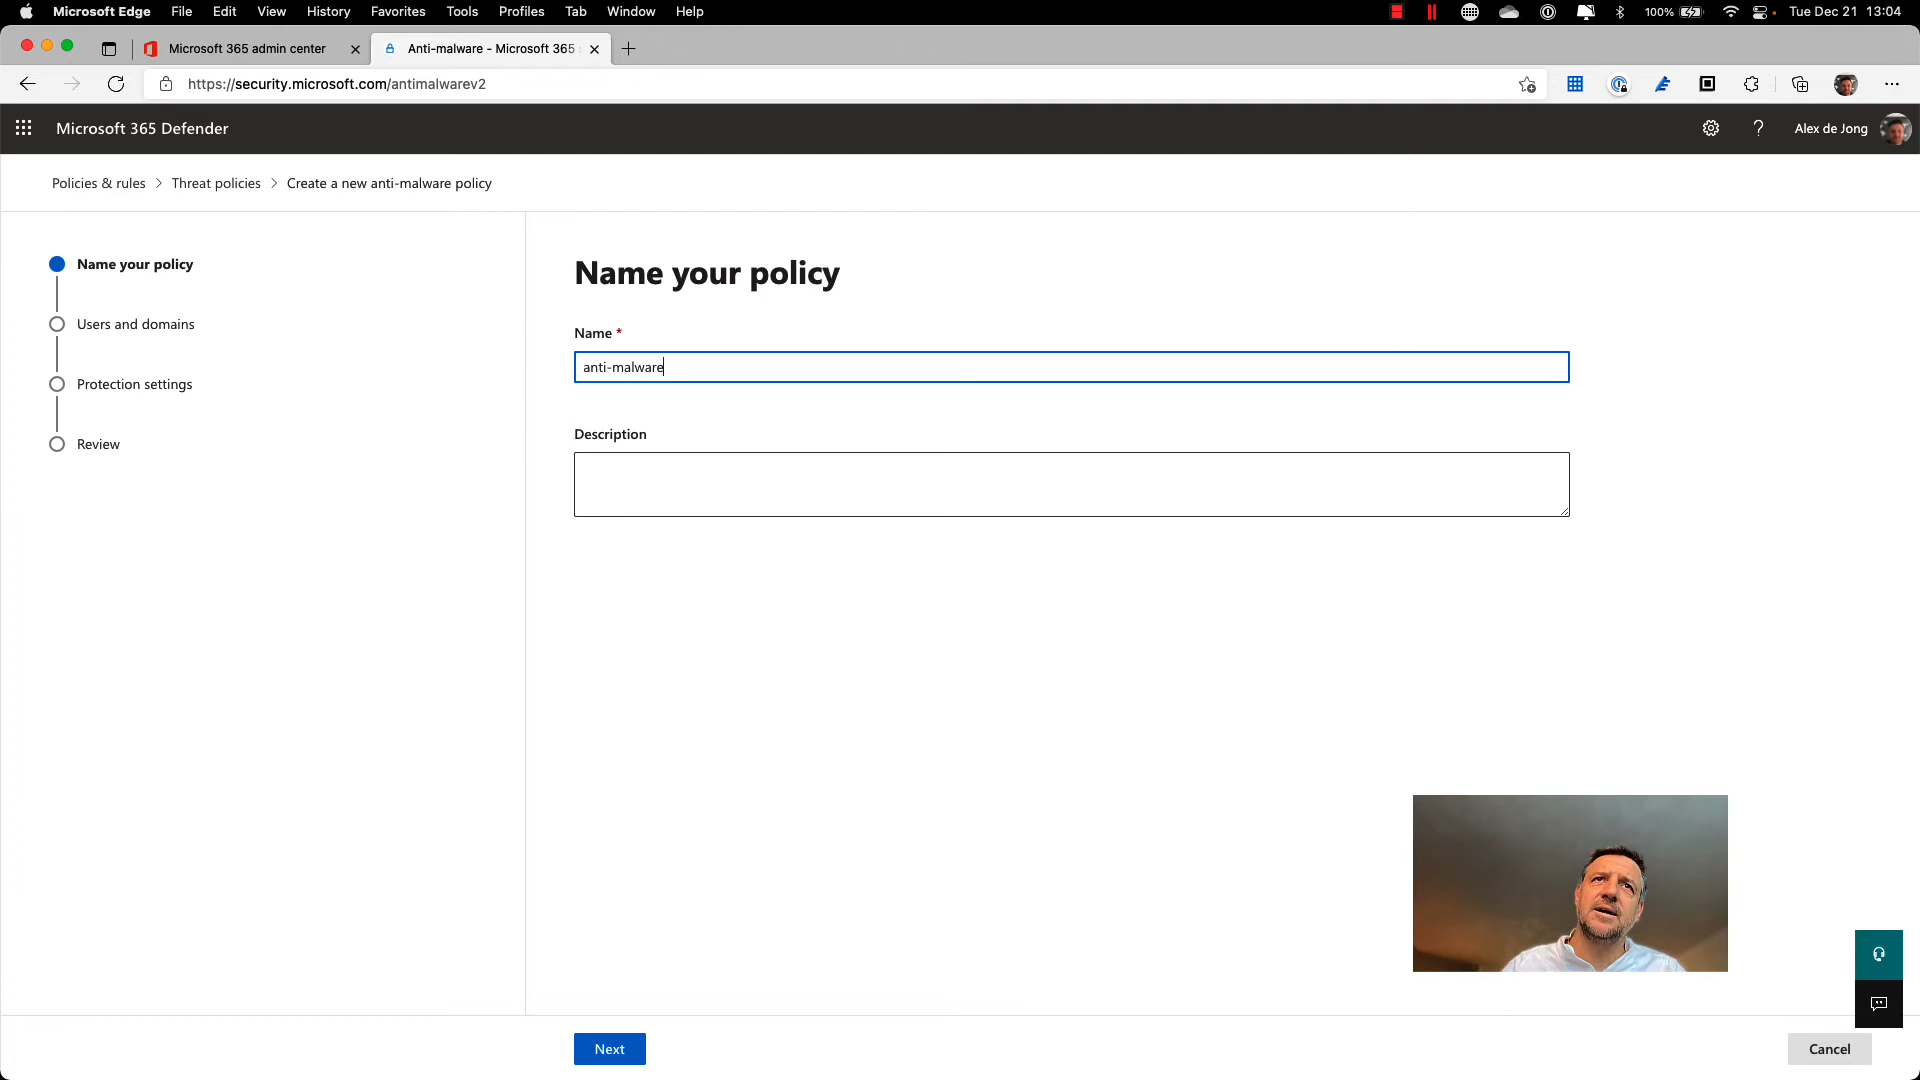 Microsoft Edge File Edit View History Favorites Tools Profiles Tab Window Help 100% Tue Dec 21 13:04
Microsoft 365 admin center Anti-malware - Microsoft 365
https://security.microsoft.com/antimalwarev2
Microsoft 365 Defender ? Alex de Jong
Policies & rules > Threat policies > Create a new anti-malware policy
Name your policy
Users and domains
Protection settings
Review
Name your policy
Name *
anti-malware
Description
Next
Cancel